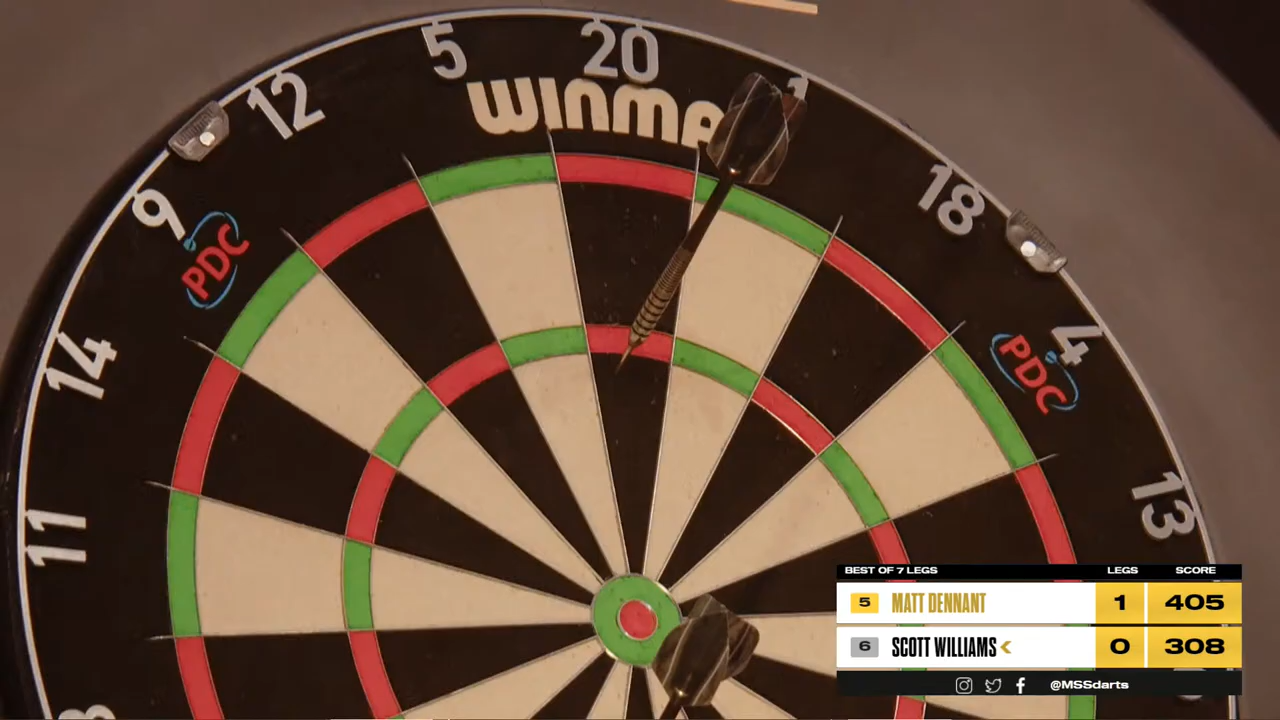 5 20 1
12 WINMA
9 18
PDC
14 4
PDC
11 13
BEST OF 7 LEGS LEGS SCORE
5 MATT DENNANT 1 405
6 SCOTT WILLIAMS 0 308
@MSSdarts